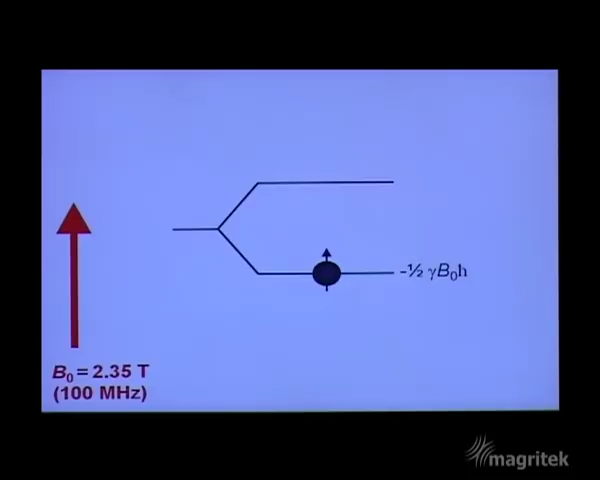 -½ γB₀h
B₀ = 2.35 T
(100 MHz)
magritek